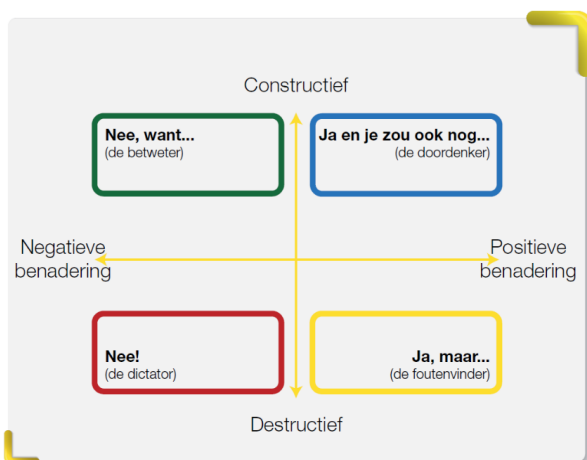 Constructief
Nee, want...
(de betweter)
Ja en je zou ook nog...
(de doordenker)
Negatieve
benadering
Positieve
benadering
Nee!
(de dictator)
Ja, maar...
(de foutenvinder)
Destructief